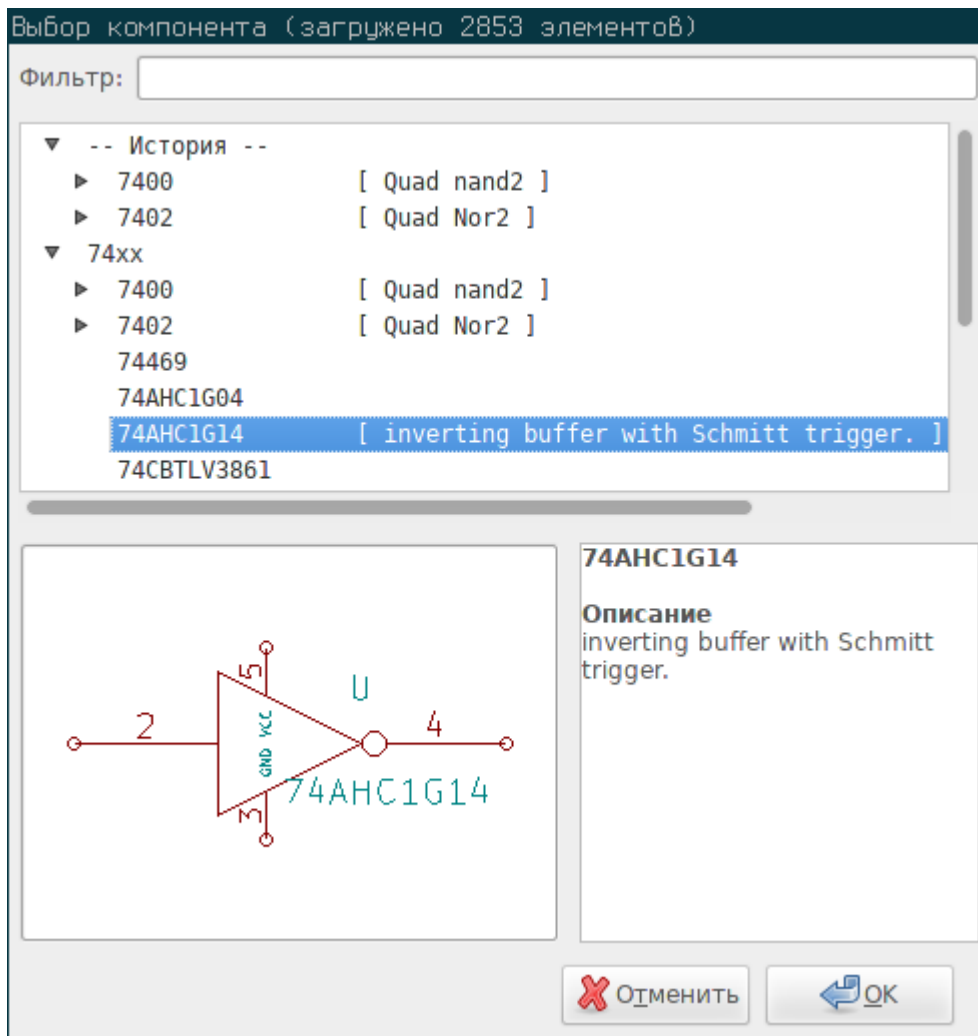 Выбор компонента (загружено 2853 элементов)
Фильтр:
-- История --
7400 [ Quad nand2 ]
7402 [ Quad Nor2 ]
74xx
7400 [ Quad nand2 ]
7402 [ Quad Nor2 ]
74469
74AHC1G04
74AHC1G14 [ inverting buffer with Schmitt trigger. ]
74CBTLV3861
5
U
2
GND VCC
4
74AHC1G14
3
74AHC1G14
Описание
inverting buffer with Schmitt
trigger.
Отменить
OK